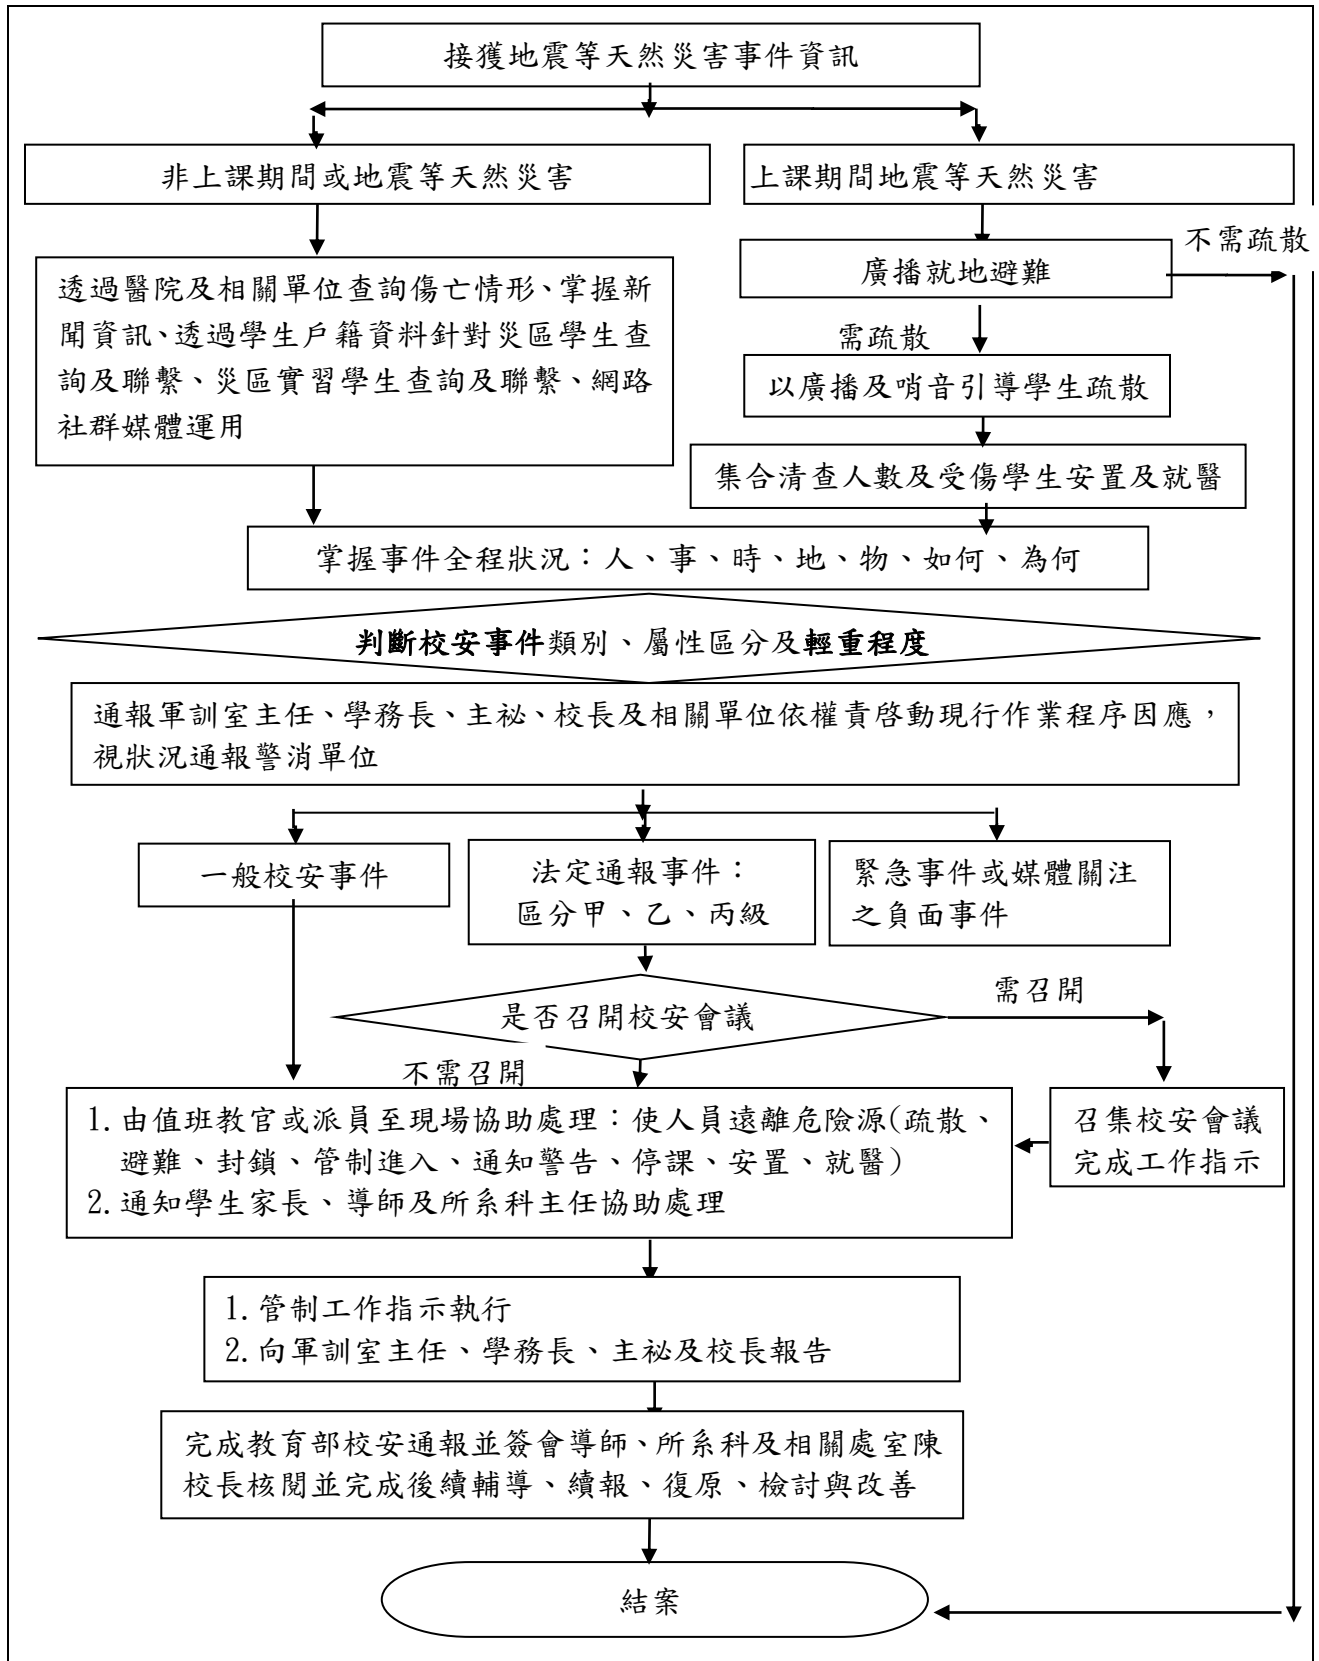 接獲地震等天然災害事件資訊
非上課期間或地震等天然災害
上課期間地震等天然災害
不需疏散
廣播就地避難
透過醫院及相關單位查詢傷亡情形、掌握新
聞資訊、透過學生戶籍資料針對災區學生查
詢及聯繫、災區實習學生查詢及聯繫、網路
社群媒體運用
需疏散
以廣播及哨音引導學生疏散
集合清查人數及受傷學生安置及就醫
掌握事件全程狀況：人、事、時、地、物、如何、為何
判斷校安事件類別、屬性區分及輕重程度
通報軍訓室主任、學務長、主祕、校長及相關單位依權責啓動現行作業程序因應，
視狀況通報警消單位
一般校安事件
法定通報事件：
區分甲、乙、丙級
緊急事件或媒體關注
之負面事件
需召開
是否召開校安會議
不需召開
1.由值班教官或派員至現場協助處理：使人員遠離危險源(疏散、
避難、封鎖、管制進入、通知警告、停課、安置、就醫)
2.通知學生家長、導師及所系科主任協助處理
召集校安會議
完成工作指示
1.管制工作指示執行
2.向軍訓室主任、學務長、主祕及校長報告
完成教育部校安通報並簽會導師、所系科及相關處室陳
校長核閱並完成後續輔導、續報、復原、檢討與改善
結案